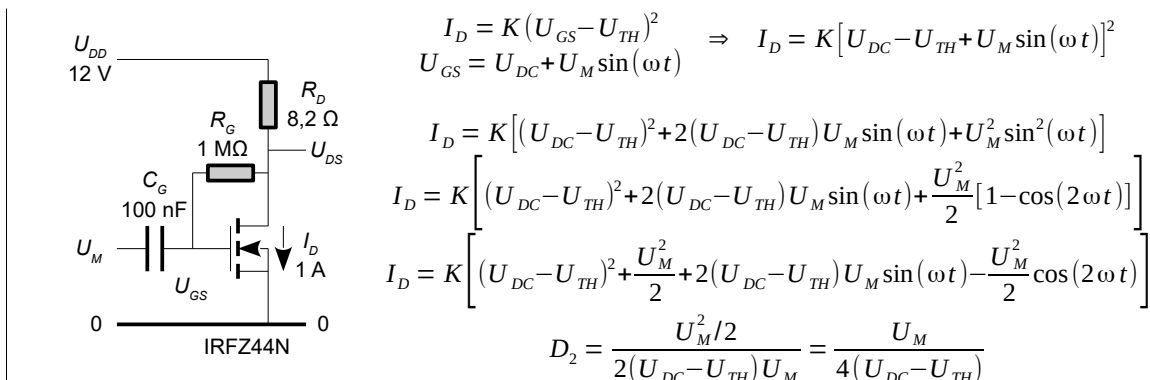 U_DD
12 V
R_D
8,2 Ω
R_G
1 MΩ
U_DS
C_G
100 nF
U_M
I_D
1 A
U_GS
0
0
IRFZ44N
I_D = K(U_GS−U_TH)^2
U_GS = U_DC+U_M sin(ωt)
⇒ I_D = K[U_DC−U_TH+U_M sin(ωt)]^2
I_D = K[(U_DC−U_TH)^2+2(U_DC−U_TH)U_M sin(ωt)+U_M^2 sin^2(ωt)]
I_D = K[(U_DC−U_TH)^2+2(U_DC−U_TH)U_M sin(ωt)+U_M^2/2[1−cos(2ωt)]]
I_D = K[(U_DC−U_TH)^2+U_M^2/2+2(U_DC−U_TH)U_M sin(ωt)−U_M^2/2 cos(2ωt)]
D_2 = (U_M^2/2)/(2(U_DC−U_TH)U_M) = U_M/(4(U_DC−U_TH))